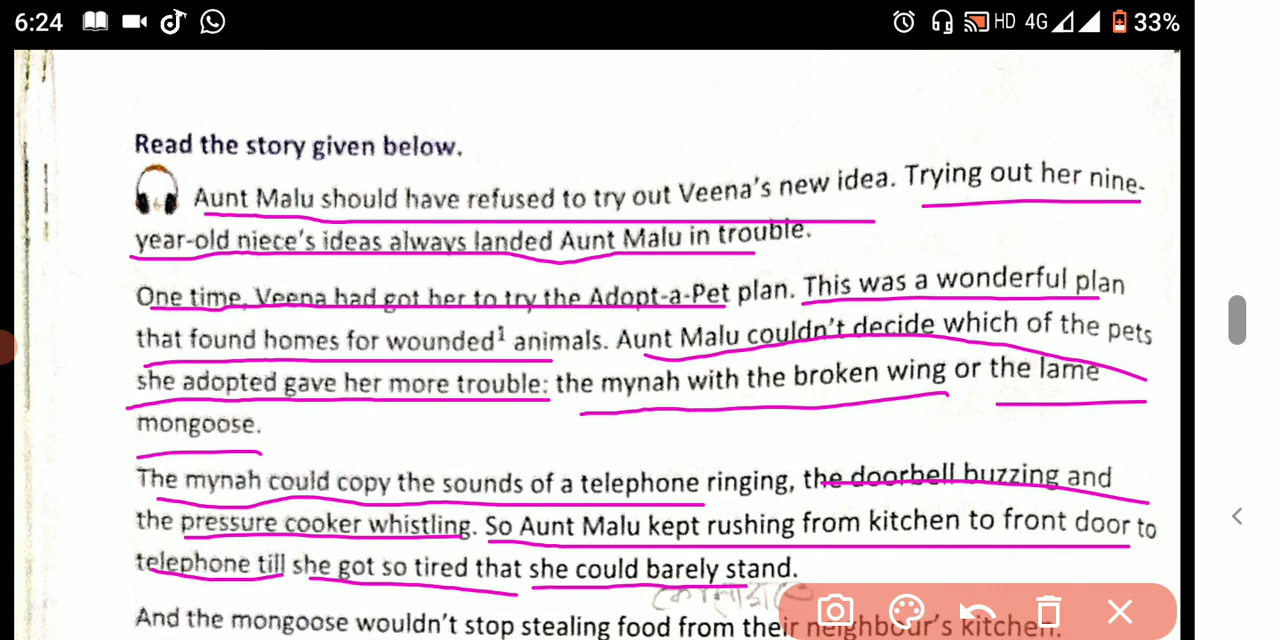 6:24 HD 4G 33%
Read the story given below.
Aunt Malu should have refused to try out Veena's new idea. Trying out her nine-
year-old niece's ideas always landed Aunt Malu in trouble.
One time, Veena had got her to try the Adopt-a-Pet plan. This was a wonderful plan
that found homes for wounded¹ animals. Aunt Malu couldn't decide which of the pets
she adopted gave her more trouble: the mynah with the broken wing or the lame
mongoose.
The mynah could copy the sounds of a telephone ringing, the doorbell buzzing and
the pressure cooker whistling. So Aunt Malu kept rushing from kitchen to front door to
telephone till she got so tired that she could barely stand.
And the mongoose wouldn't stop stealing food from their neighbour's kitchen.